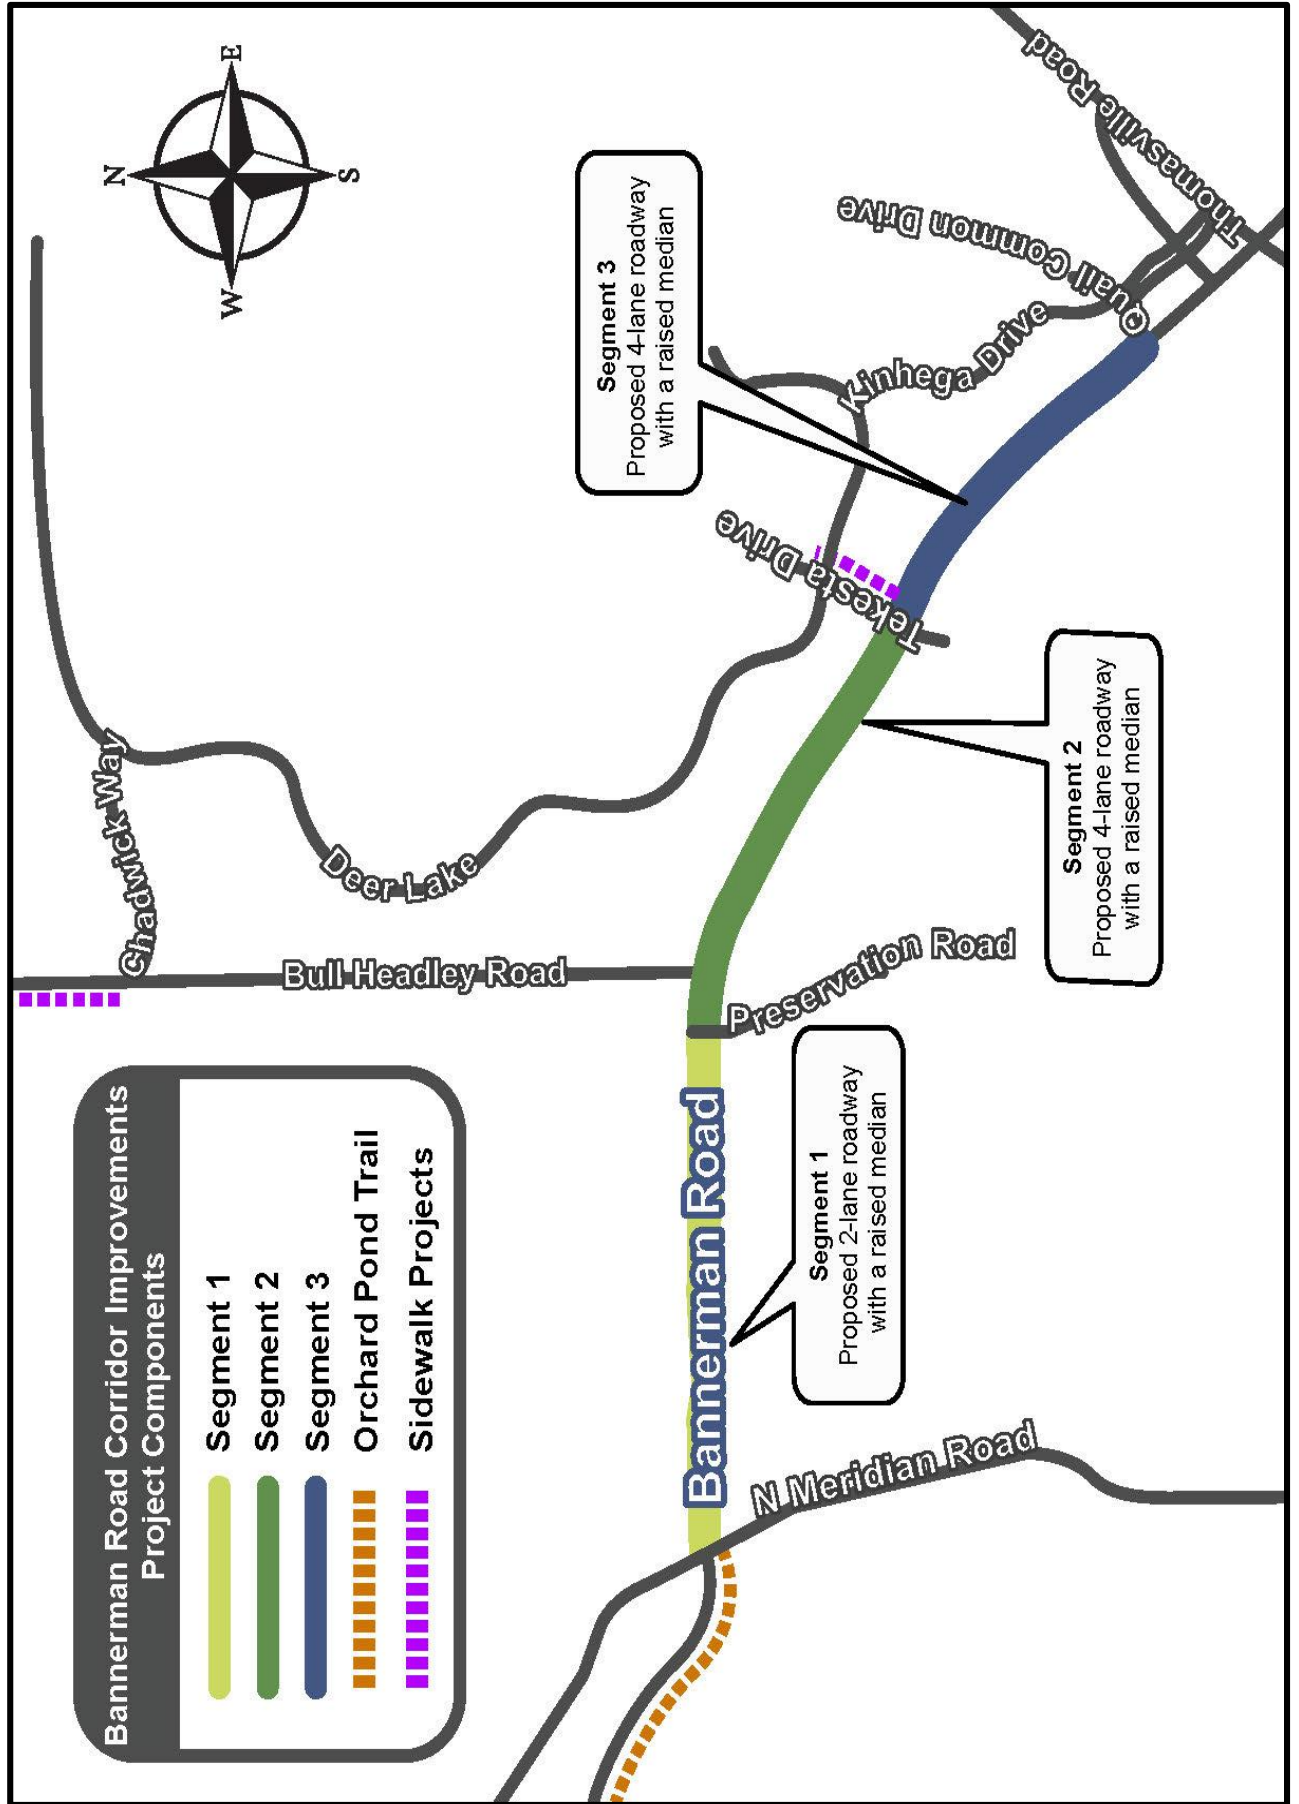 Bannerman Road Corridor Improvements
Project Components
Segment 1
Segment 2
Segment 3
Orchard Pond Trail
Sidewalk Projects
N
W
E
S
Chadwick Way
Deer Lake
Bull Headley Road
Bannerman Road
N Meridian Road
Preservation Road
Tekesta Drive
Kinhega Drive
Quail Common Drive
Thomasville Road
Segment 1
Proposed 2-lane roadway
with a raised median
Segment 2
Proposed 4-lane roadway
with a raised median
Segment 3
Proposed 4-lane roadway
with a raised median